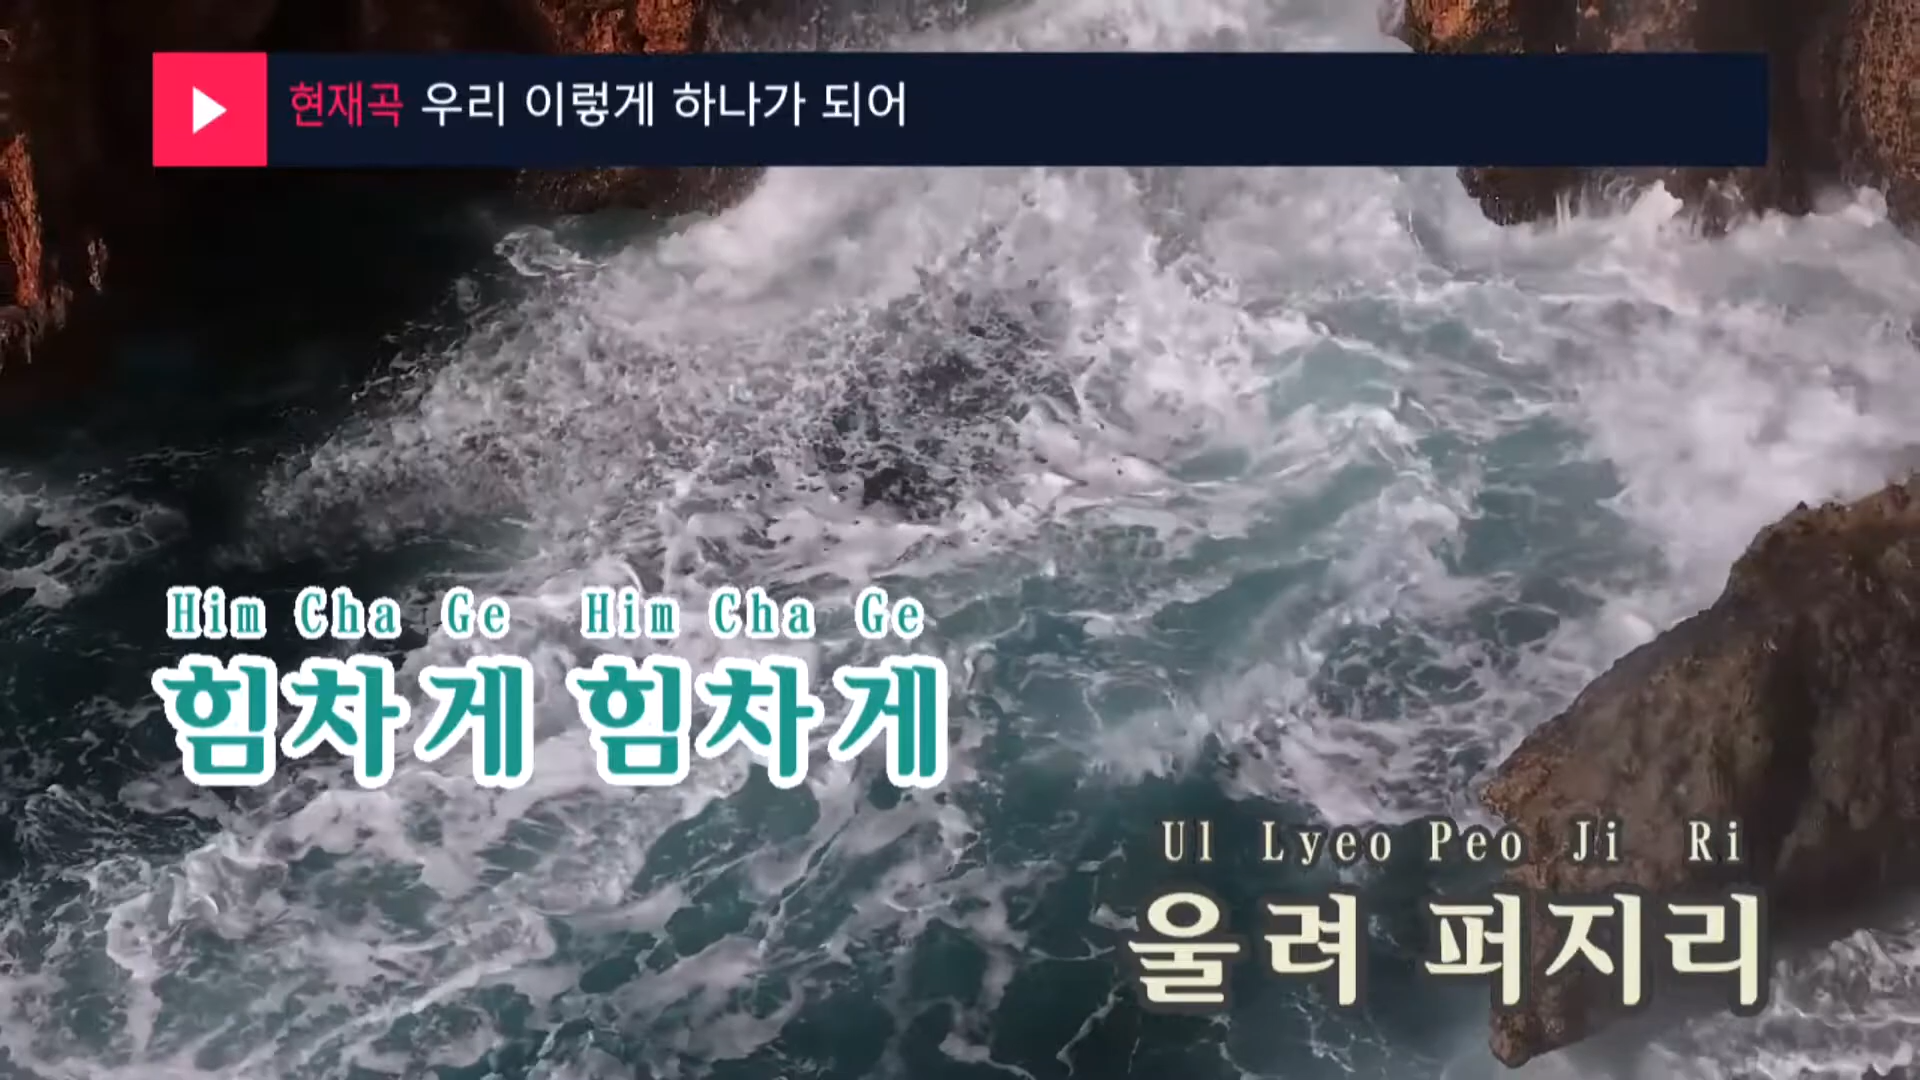 현재곡 우리 이렇게 하나가 되어
Him Cha Ge Him Cha Ge
힘차게 힘차게
Ul Lyeo Peo Ji Ri
울려 퍼지리